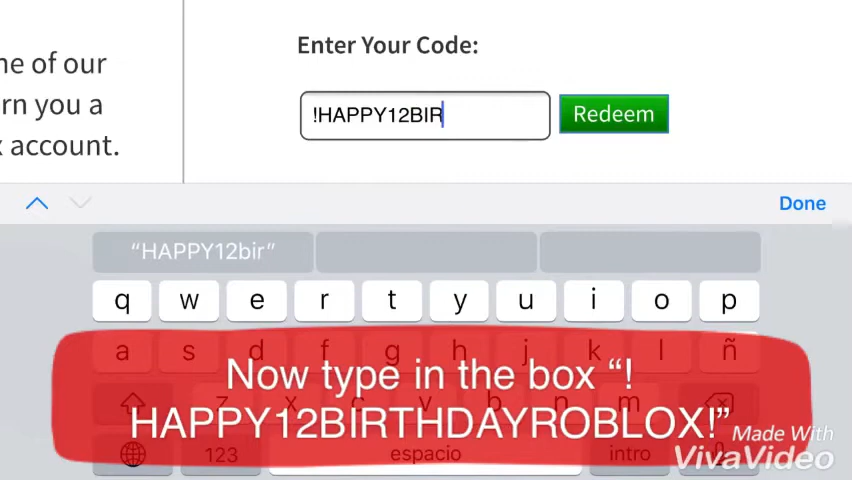 ne of our
rn you a
x account.
Enter Your Code:
!HAPPY12BIR
Redeem
Done
“HAPPY12bir”
q w e r t y u i o p
a s d f g h j k l ñ
z x c v b n m
123 espacio intro
Now type in the box “!
HAPPY12BIRTHDAYROBLOX!”
Made With
VivaVideo